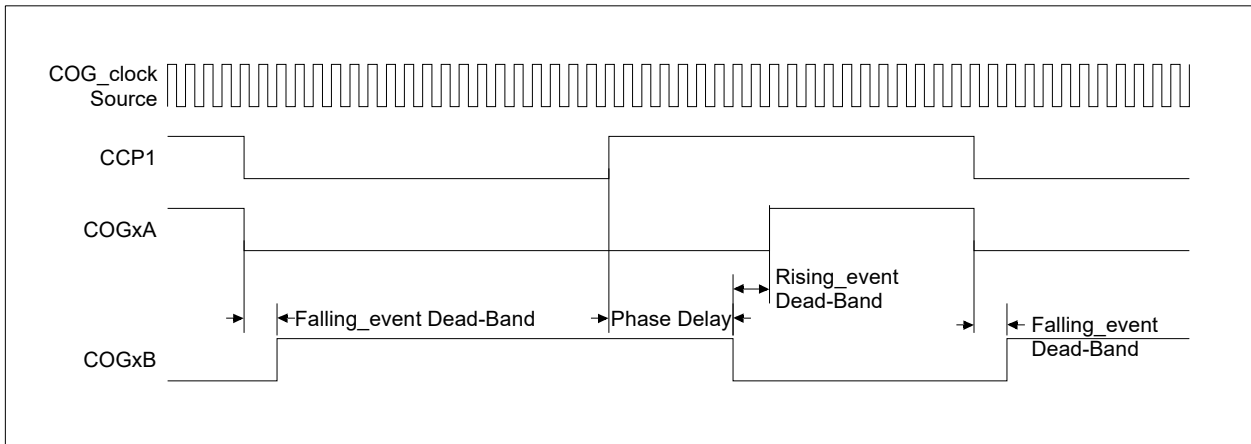 COG_clock
Source
CCP1
COGxA
Rising_event
Dead-Band
Falling_event Dead-Band
Phase Delay
Falling_event
Dead-Band
COGxB